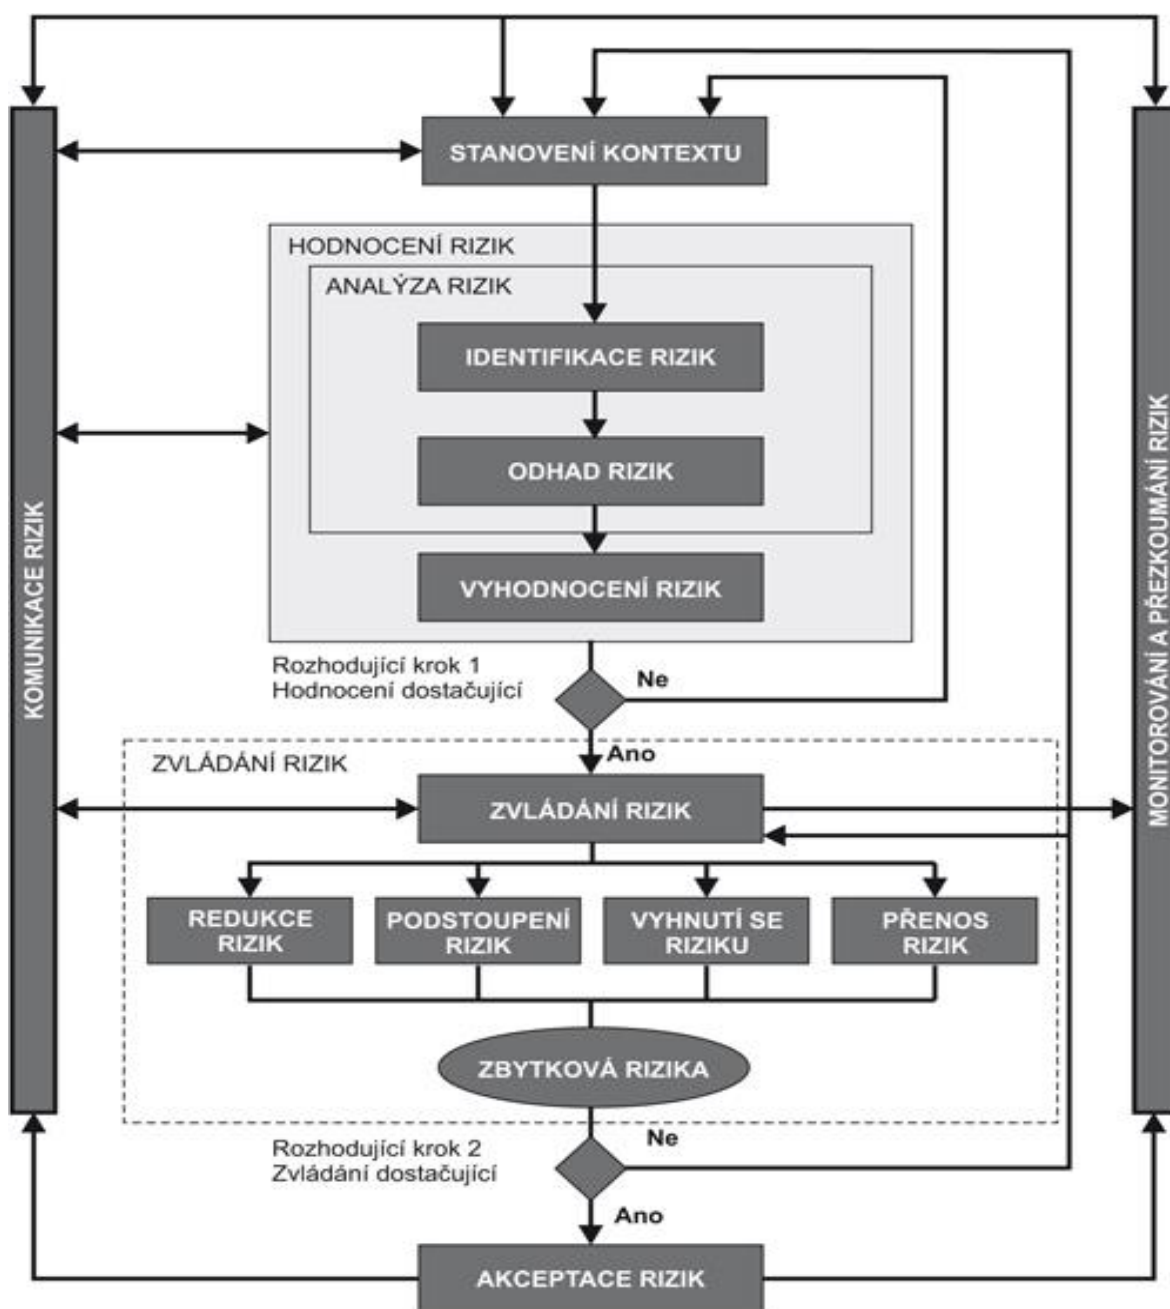 STANOVENÍ KONTEXTU
HODNOCENÍ RIZIK
ANALÝZA RIZIK
IDENTIFIKACE RIZIK
ODHAD RIZIK
VYHODNOCENÍ RIZIK
KOMUNIKACE RIZIK
MONITOROVÁNÍ A PŘEZKOUMÁNÍ RIZIK
Rozhodující krok 1
Hodnocení dostačující
Ne
Ano
ZVLÁDÁNÍ RIZIK
ZVLÁDÁNÍ RIZIK
REDUKCE
RIZIK
PODSTOUPENÍ
RIZIK
VYHNUTÍ SE
RIZIKU
PŘENOS
RIZIK
ZBYTKOVÁ RIZIKA
Rozhodující krok 2
Zvládání dostačující
Ne
Ano
AKCEPTACE RIZIK